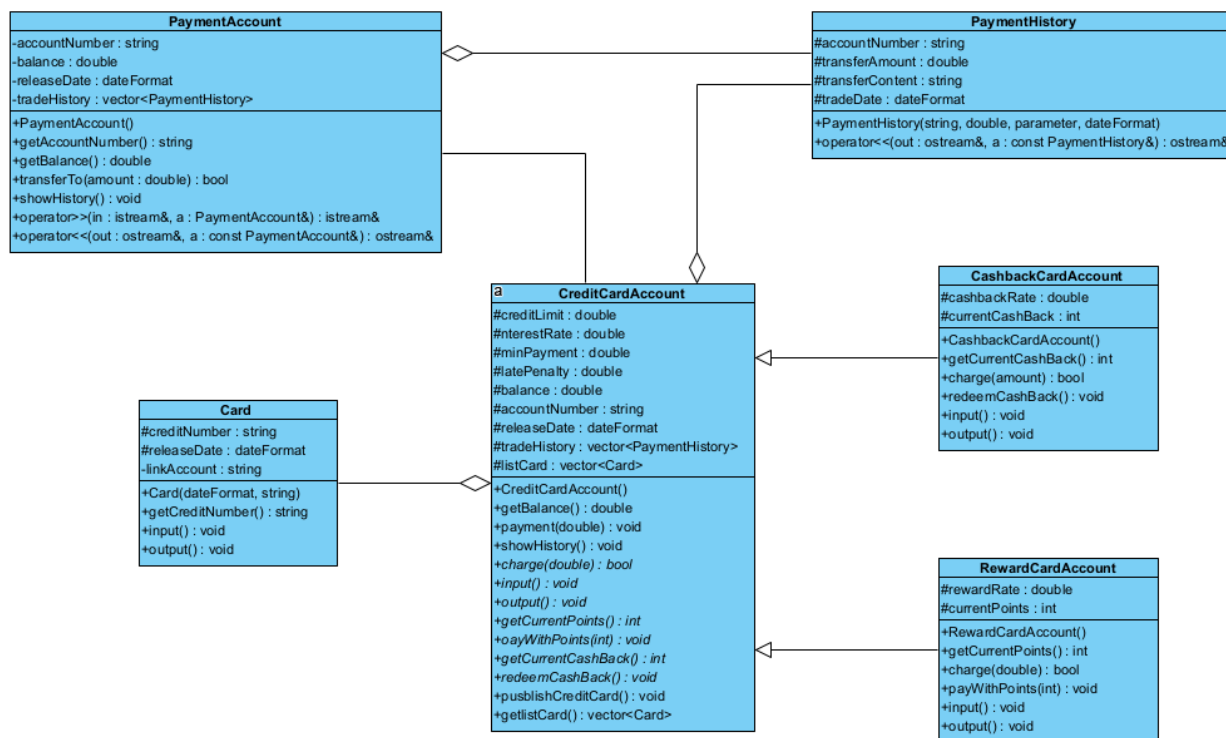 PaymentAccount
-accountNumber : string
-balance : double
-releaseDate : dateFormat
-tradeHistory : vector<PaymentHistory>
+PaymentAccount()
+getAccountNumber() : string
+getBalance() : double
+transferTo(amount : double) : bool
+showHistory() : void
+operator>>(in : istream&, a : PaymentAccount&) : istream&
+operator<<(out : ostream&, a : const PaymentAccount&) : ostream&
PaymentHistory
#accountNumber : string
#transferAmount : double
#transferContent : string
#tradeDate : dateFormat
+PaymentHistory(string, double, parameter, dateFormat)
+operator<<(out : ostream&, a : const PaymentHistory&) : ostream&
a
CreditCardAccount
#creditLimit : double
#nterestRate : double
#minPayment : double
#latePenalty : double
#balance : double
#accountNumber : string
#releaseDate : dateFormat
#tradeHistory : vector<PaymentHistory>
#listCard : vector<Card>
+CreditCardAccount()
+getBalance() : double
+payment(double) : void
+showHistory() : void
+charge(double) : bool
+input() : void
+output() : void
+getCurrentPoints() : int
+oayWithPoints(int) : void
+getCurrentCashBack() : int
+redeemCashBack() : void
+pusblishCreditCard() : void
+getlistCard() : vector<Card>
CashbackCardAccount
#cashbackRate : double
#currentCashBack : int
+CashbackCardAccount()
+getCurrentCashBack() : int
+charge(amount) : bool
+redeemCashBack() : void
+input() : void
+output() : void
Card
#creditNumber : string
#releaseDate : dateFormat
-linkAccount : string
+Card(dateFormat, string)
+getCreditNumber() : string
+input() : void
+output() : void
RewardCardAccount
#rewardRate : double
#currentPoints : int
+RewardCardAccount()
+getCurrentPoints() : int
+charge(double) : bool
+payWithPoints(int) : void
+input() : void
+output() : void